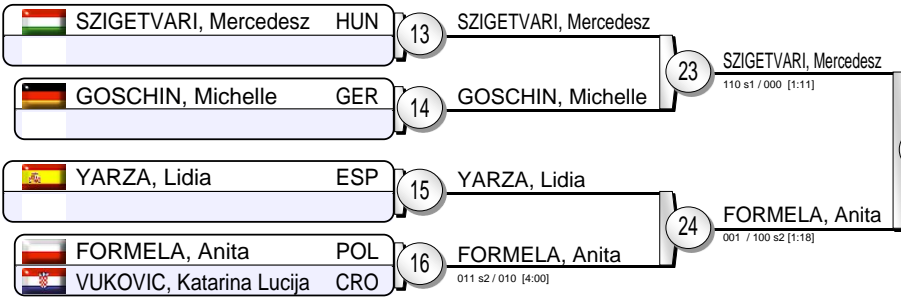 SZIGETVARI, Mercedesz HUN
13
SZIGETVARI, Mercedesz
23
SZIGETVARI, Mercedesz
110 s1 / 000 [1:11]
GOSCHIN, Michelle GER
14
GOSCHIN, Michelle
YARZA, Lidia ESP
15
YARZA, Lidia
24
FORMELA, Anita
001 / 100 s2 [1:18]
FORMELA, Anita POL
VUKOVIC, Katarina Lucija CRO
16
FORMELA, Anita
011 s2 / 010 [4:00]